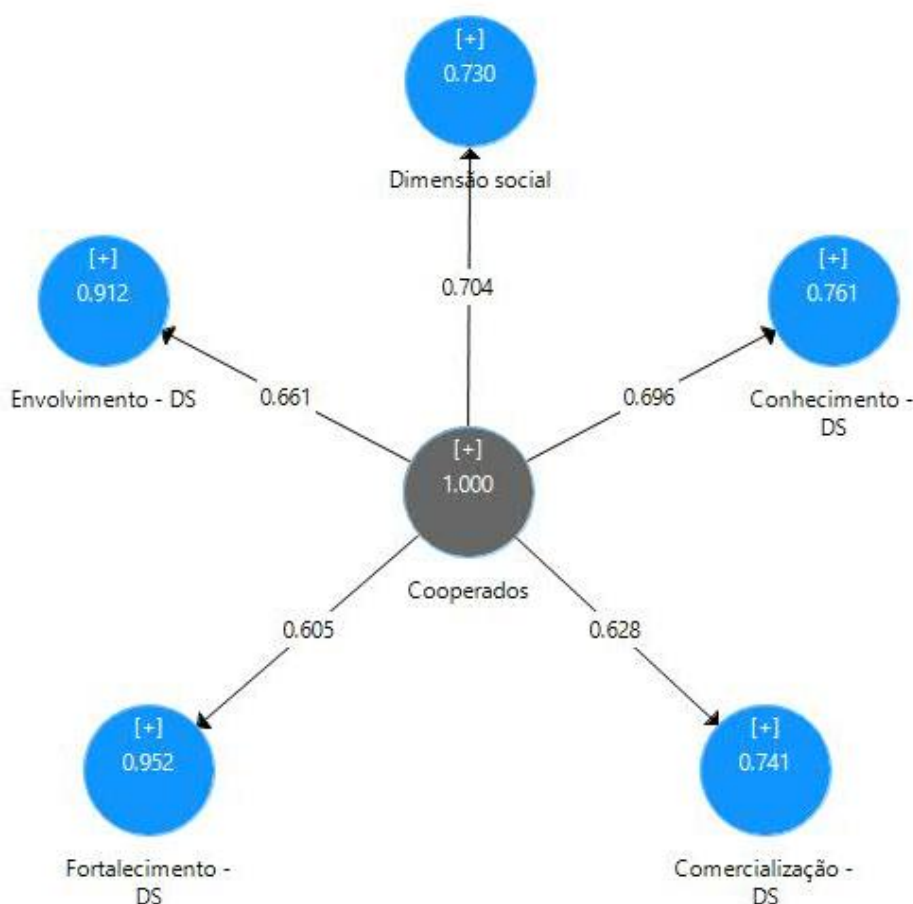 [+]
0.730
Dimensão social
[+]
0.912
Envolvimento - DS
0.704
[+]
0.761
Conhecimento -
DS
0.661
0.696
[+]
1.000
Cooperados
0.605
0.628
[+]
0.952
Fortalecimento -
DS
[+]
0.741
Comercialização -
DS